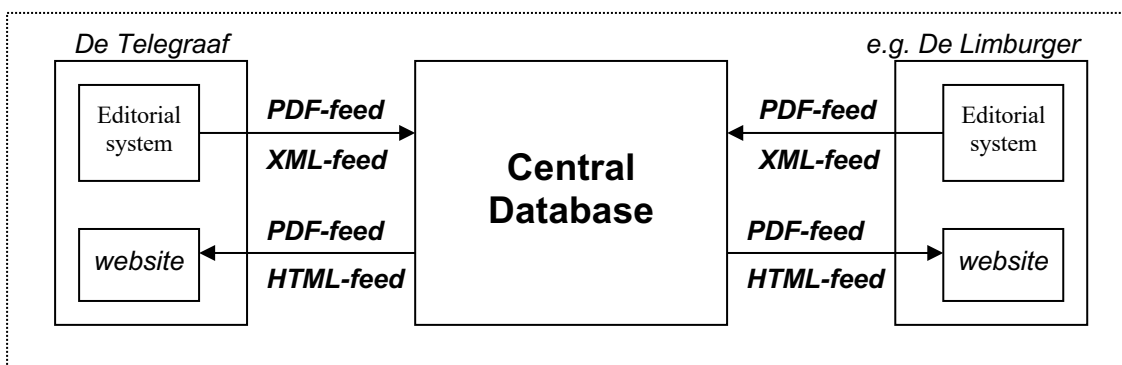 De Telegraaf
e.g. De Limburger
Editorial
system
PDF-feed
XML-feed
Central
Database
PDF-feed
XML-feed
Editorial
system
website
PDF-feed
HTML-feed
PDF-feed
HTML-feed
website